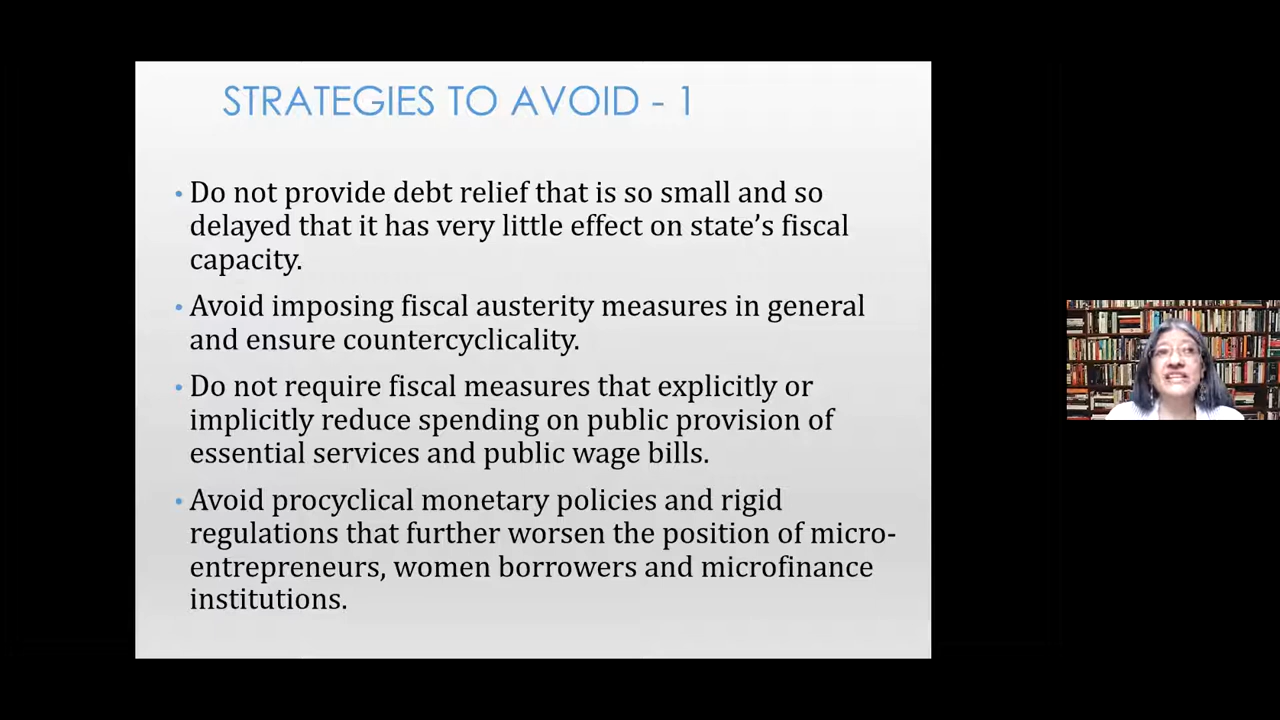 STRATEGIES TO AVOID - 1
• Do not provide debt relief that is so small and so
delayed that it has very little effect on state’s fiscal
capacity.
• Avoid imposing fiscal austerity measures in general
and ensure countercyclicality.
• Do not require fiscal measures that explicitly or
implicitly reduce spending on public provision of
essential services and public wage bills.
• Avoid procyclical monetary policies and rigid
regulations that further worsen the position of micro-
entrepreneurs, women borrowers and microfinance
institutions.